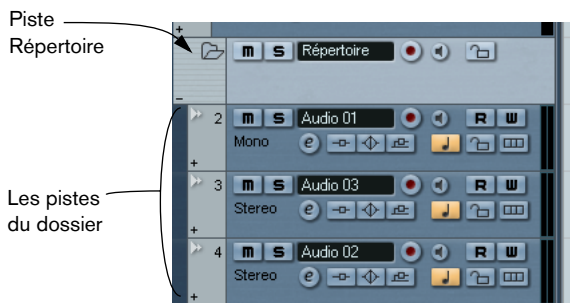 Piste
Répertoire
+
m S Répertoire
-
2 m S Audio 01 R W
Mono e
+
3 m S Audio 03 R W
Stereo e
+
Les pistes
du dossier
4 m S Audio 02 R W
Stereo e
+